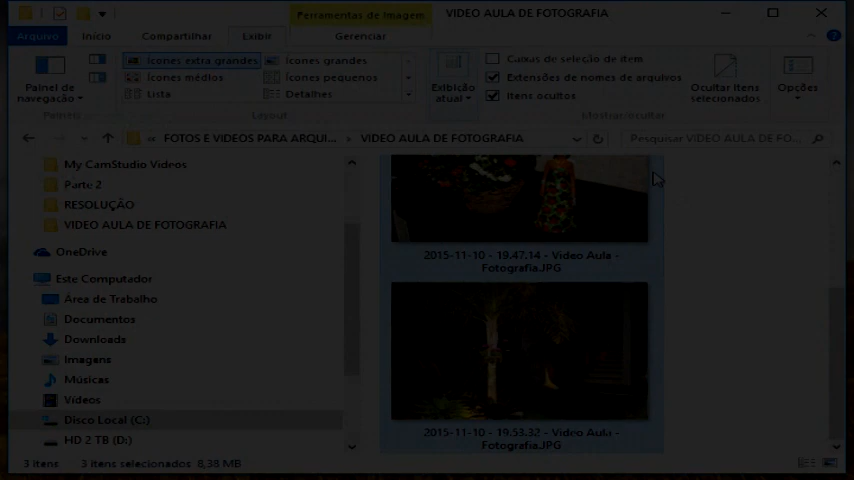 Ferramentas de Imagem
VIDEO AULA DE FOTOGRAFIA
Arquivo
Início
Compartilhar
Exibir
Gerenciar
Painel de
navegação
Painéis
Ícones extra grandes
Ícones grandes
Ícones médios
Ícones pequenos
Lista
Detalhes
Layout
Exibição
atual
Caixas de seleção de item
Extensões de nomes de arquivos
Itens ocultos
Ocultar itens
selecionados
Mostrar/ocultar
Opções
« FOTOS E VIDEOS PARA ARQUI... › VIDEO AULA DE FOTOGRAFIA
Pesquisar VIDEO AULA DE FO...
My CamStudio Videos
Parte 2
RESOLUÇÃO
VIDEO AULA DE FOTOGRAFIA
OneDrive
Este Computador
Área de Trabalho
Documentos
Downloads
Imagens
Músicas
Vídeos
Disco Local (C:)
HD 2 TB (D:)
2015-11-10 - 19.47.14 - Video Aula -
Fotografia.JPG
2015-11-10 - 19.53.32 - Video Aula -
Fotografia.JPG
3 itens
3 itens selecionados 8,38 MB